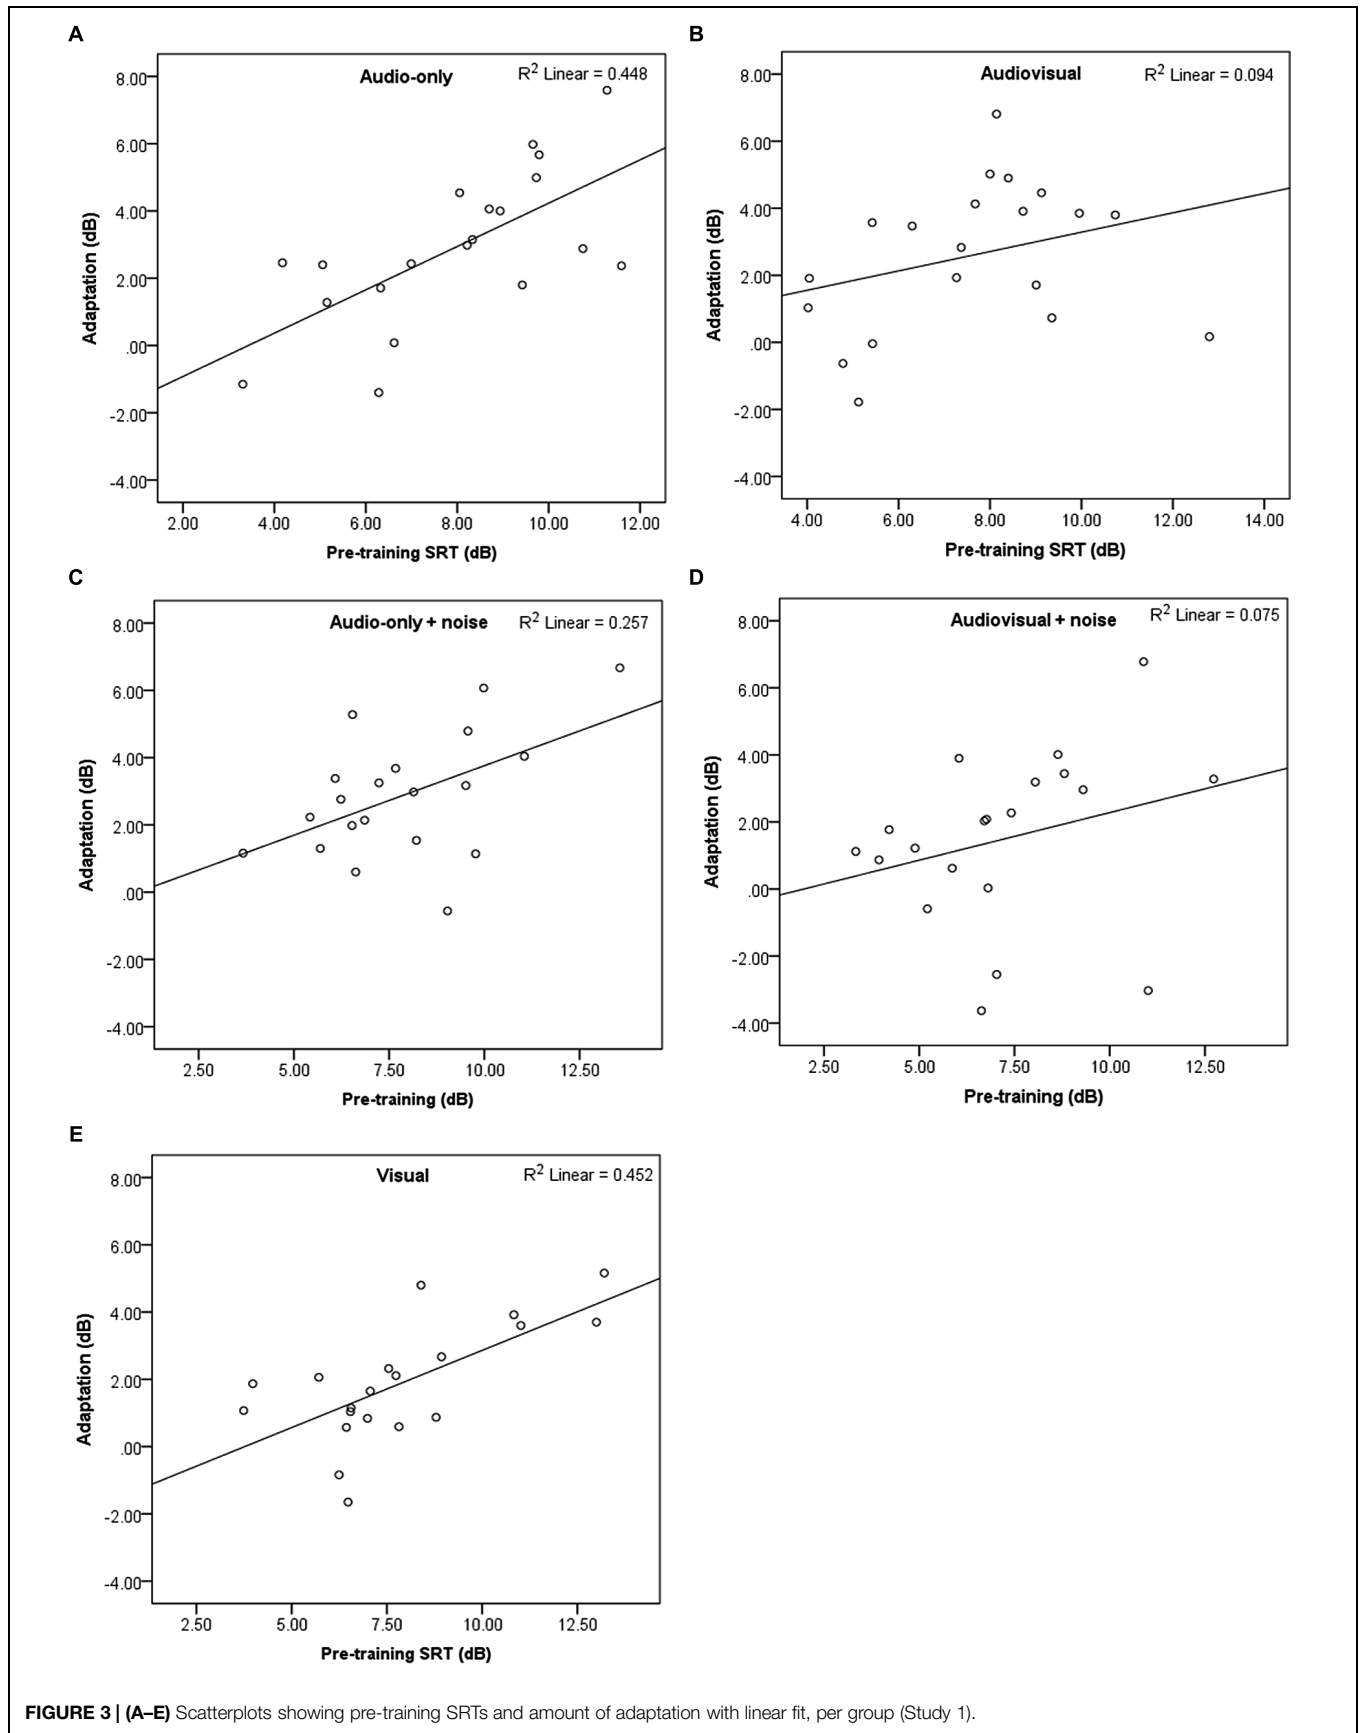 A
Audio-only
R2 Linear = 0.448
8.00
6.00
4.00
2.00
.00
-2.00
-4.00
Adaptation (dB)
2.00 4.00 6.00 8.00 10.00 12.00
Pre-training SRT (dB)
B
Audiovisual
R2 Linear = 0.094
8.00
6.00
4.00
2.00
.00
-2.00
-4.00
Adaptation (dB)
4.00 6.00 8.00 10.00 12.00 14.00
Pre-training SRT (dB)
C
Audio-only + noise
R2 Linear = 0.257
8.00
6.00
4.00
2.00
.00
-2.00
-4.00
Adaptation (dB)
2.50 5.00 7.50 10.00 12.50
Pre-training (dB)
D
Audiovisual + noise
R2 Linear = 0.075
8.00
6.00
4.00
2.00
.00
-2.00
-4.00
Adaptation (dB)
2.50 5.00 7.50 10.00 12.50
Pre-training (dB)
E
Visual
R2 Linear = 0.452
8.00
6.00
4.00
2.00
.00
-2.00
-4.00
Adaptation (dB)
2.50 5.00 7.50 10.00 12.50
Pre-training SRT (dB)
FIGURE 3 | (A–E) Scatterplots showing pre-training SRTs and amount of adaptation with linear fit, per group (Study 1).